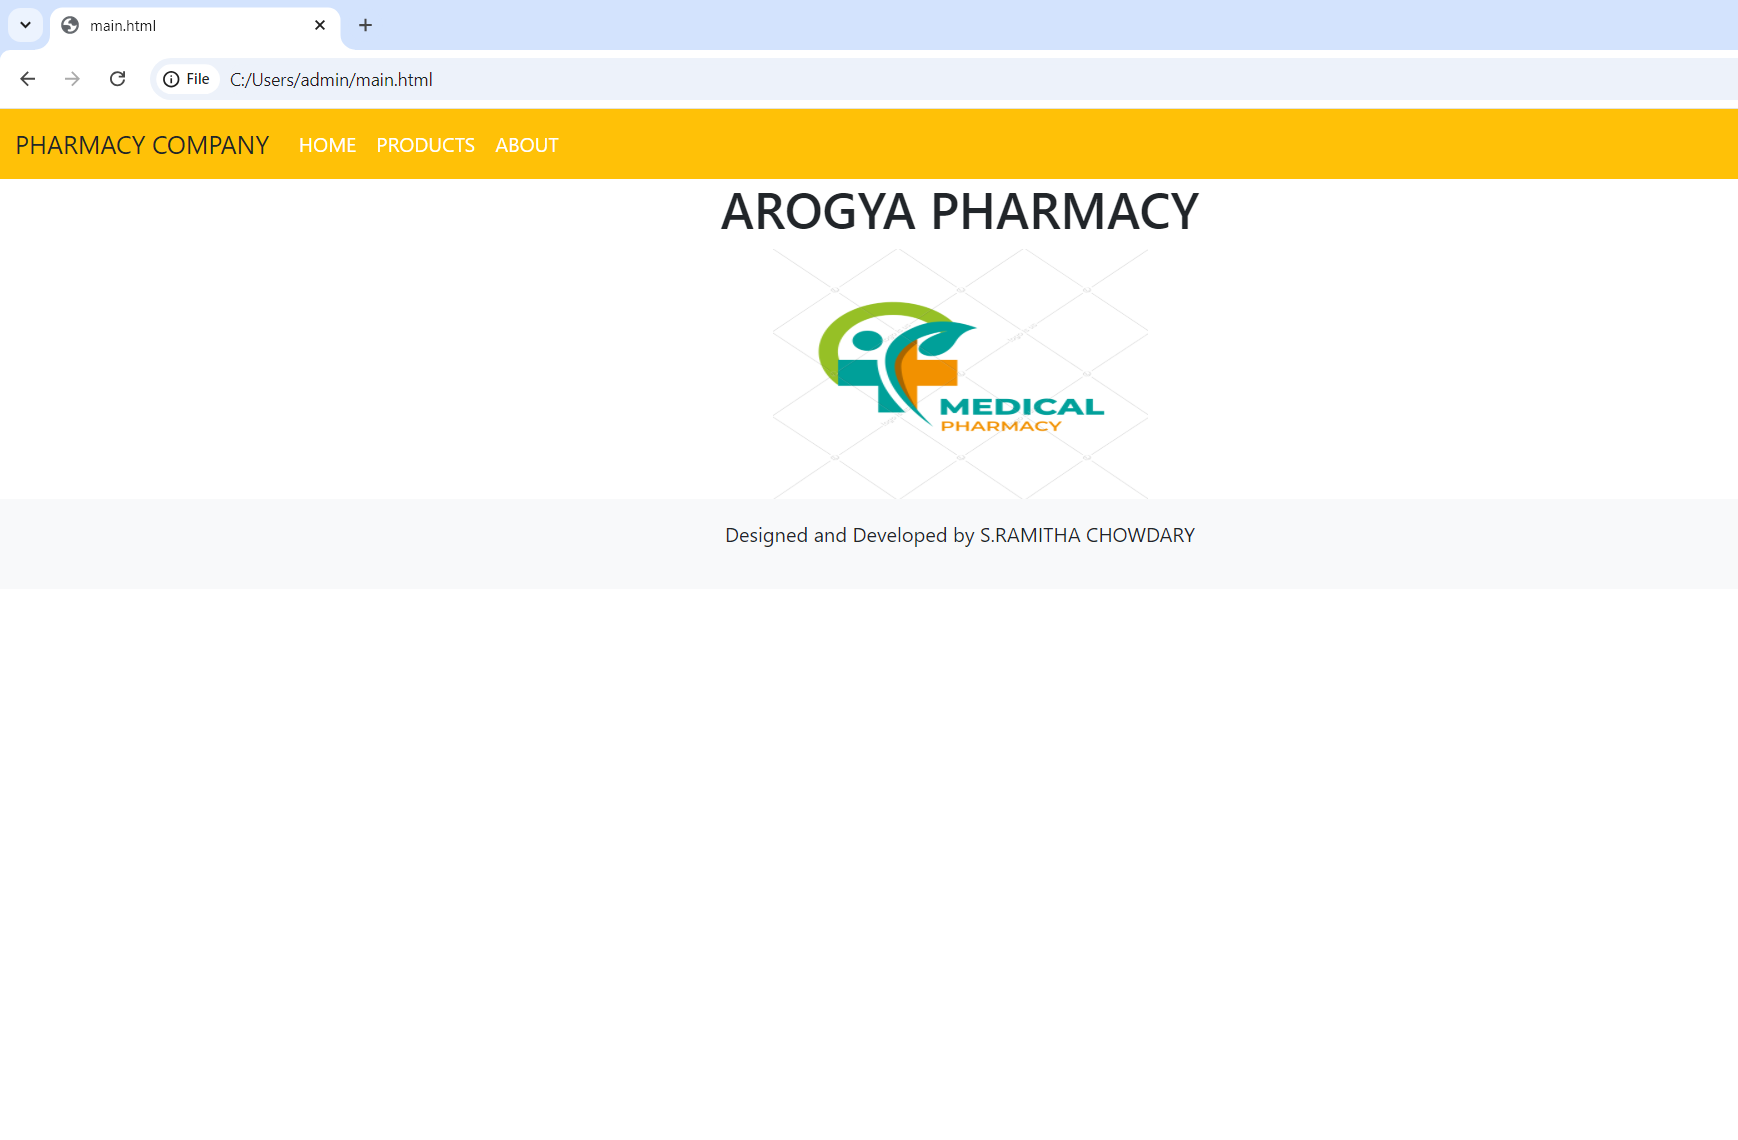 main.html
File C:/Users/admin/main.html
PHARMACY COMPANY HOME PRODUCTS ABOUT
AROGYA PHARMACY
MEDICAL
PHARMACY
Designed and Developed by S.RAMITHA CHOWDARY